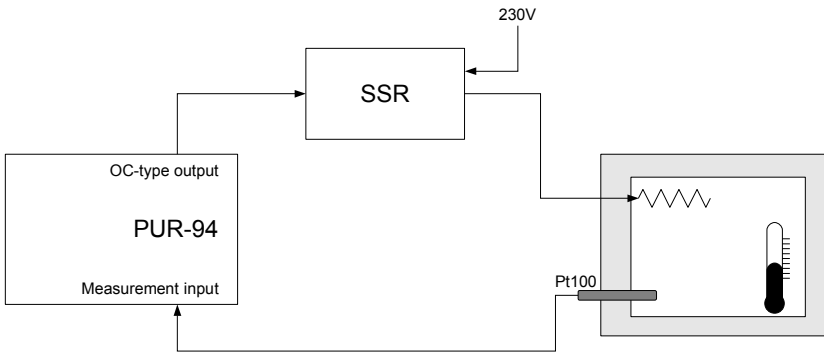 230V
SSR
OC-type output
PUR-94
Measurement input
Pt100